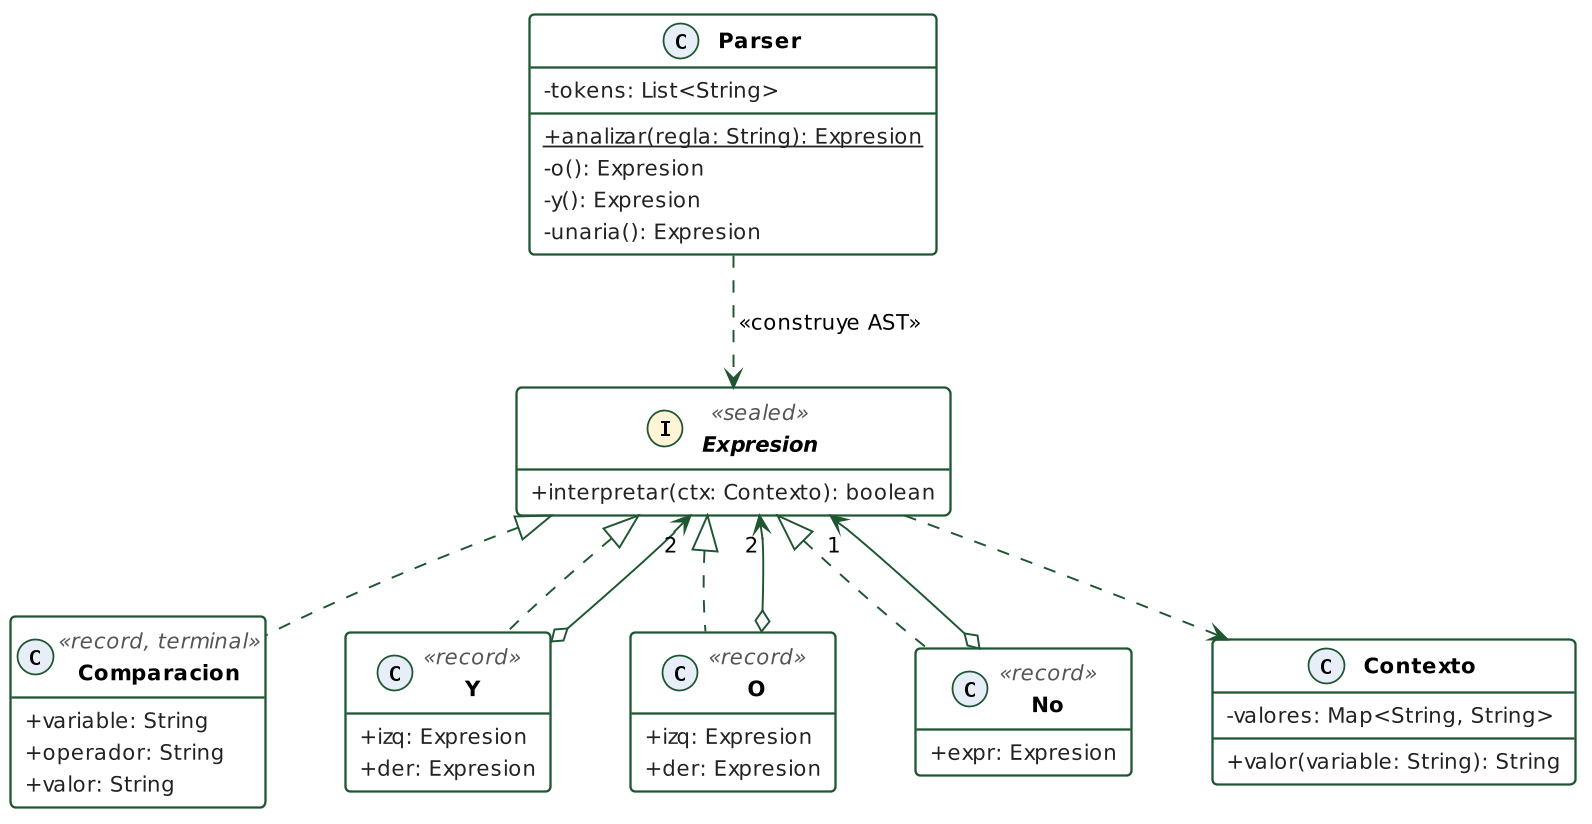 C Parser
-tokens: List<String>
+analizar(regla: String): Expresion
-o(): Expresion
-y(): Expresion
-unaria(): Expresion
«construye AST»
«sealed»
I Expresion
+interpretar(ctx: Contexto): boolean
2
2
1
«record, terminal»
C Comparacion
+variable: String
+operador: String
+valor: String
«record»
C Y
+izq: Expresion
+der: Expresion
«record»
C O
+izq: Expresion
+der: Expresion
«record»
C No
+expr: Expresion
C Contexto
-valores: Map<String, String>
+valor(variable: String): String